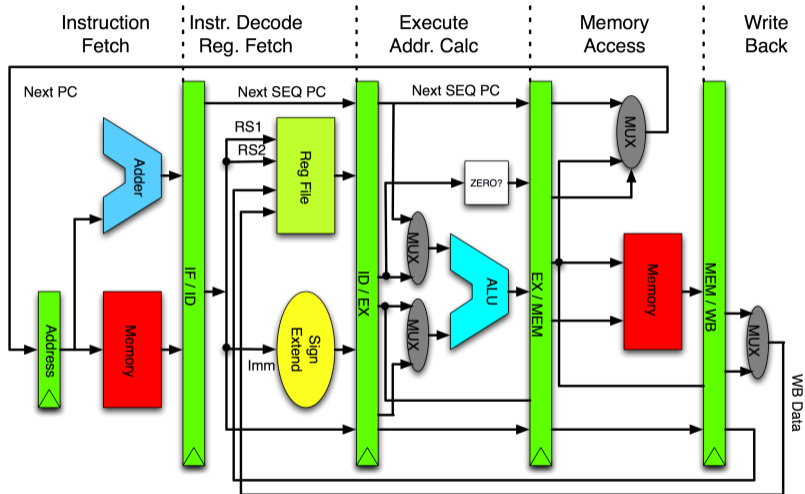 Instruction
Fetch
Instr. Decode
Reg. Fetch
Execute
Addr. Calc
Memory
Access
Write
Back
Next PC
Next SEQ PC
Next SEQ PC
RS1
RS2
MUX
Adder
Reg File
ZERO?
MUX
IF / ID
ID / EX
ALU
EX / MEM
Memory
MEM / WB
Address
Memory
Imm
Sign
Extend
MUX
MUX
WB Data